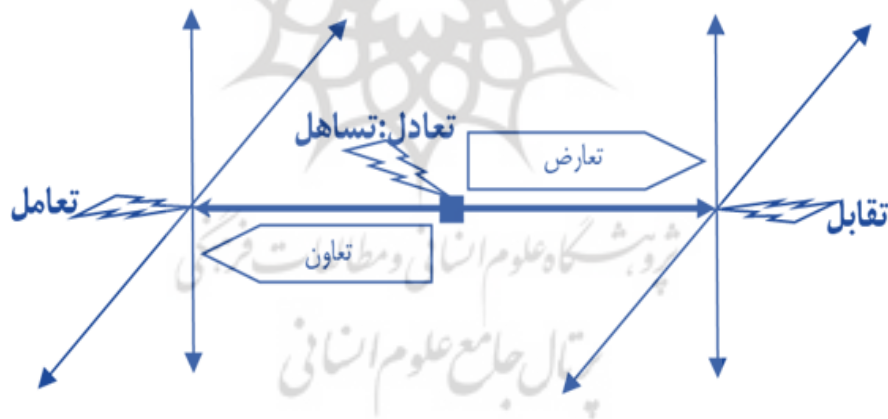 تعادل:تساهل
تعارض
تقابل
تعامل
تعاون
پژوهشگاه علوم انسانی و مطالعات فرهنگی
پرتال جامع علوم انسانی